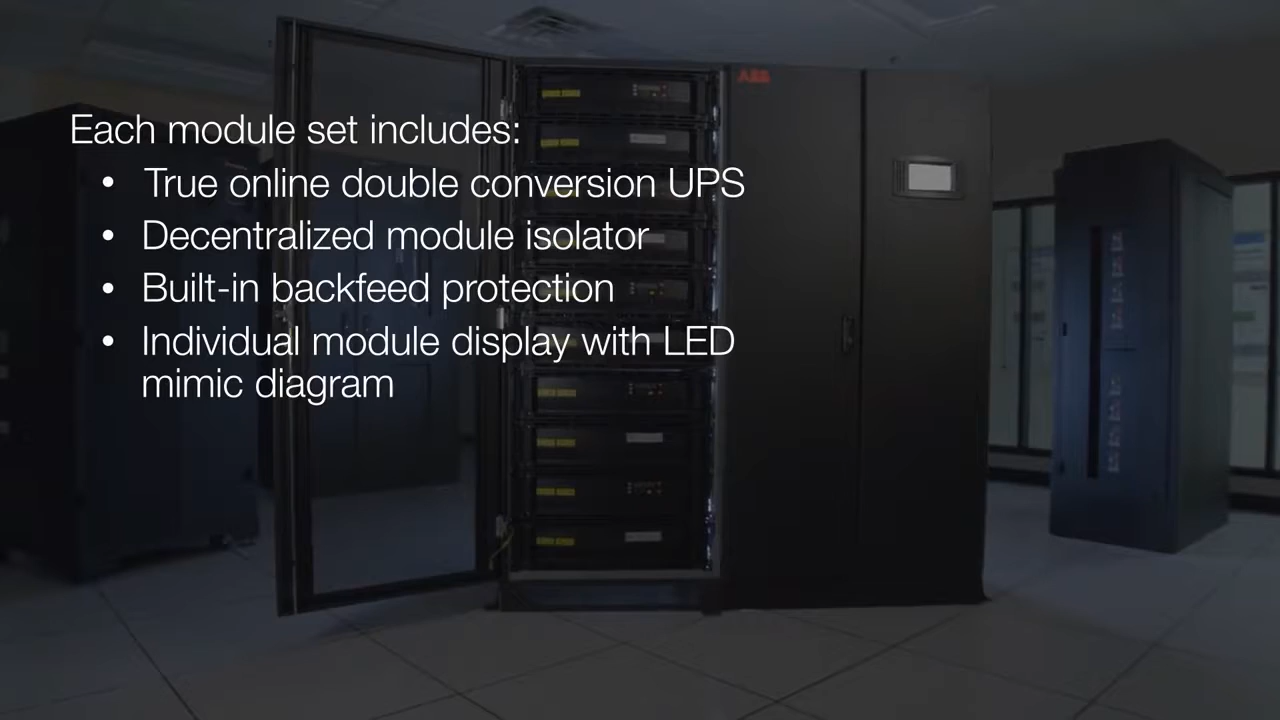 ABB
Each module set includes:
• True online double conversion UPS
• Decentralized module isolator
• Built-in backfeed protection
• Individual module display with LED
mimic diagram